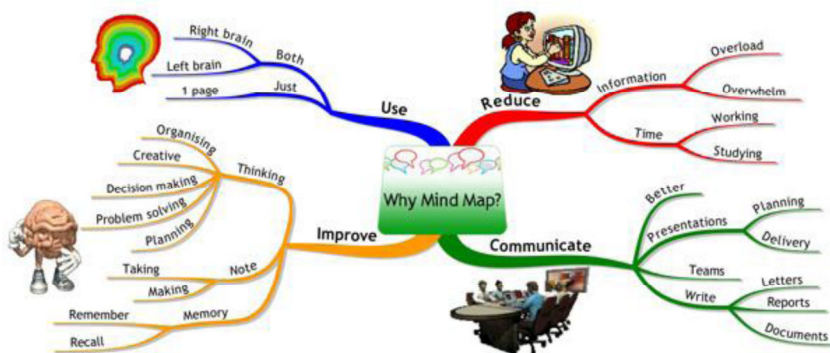 Why Mind Map?
Use
Both
Right brain
Left brain
Just
1 page
Reduce
Information
Overload
Overwhelm
Time
Working
Studying
Improve
Thinking
Organising
Creative
Decision making
Problem solving
Planning
Note
Taking
Making
Memory
Remember
Recall
Communicate
Better
Presentations
Planning
Delivery
Teams
Write
Letters
Reports
Documents